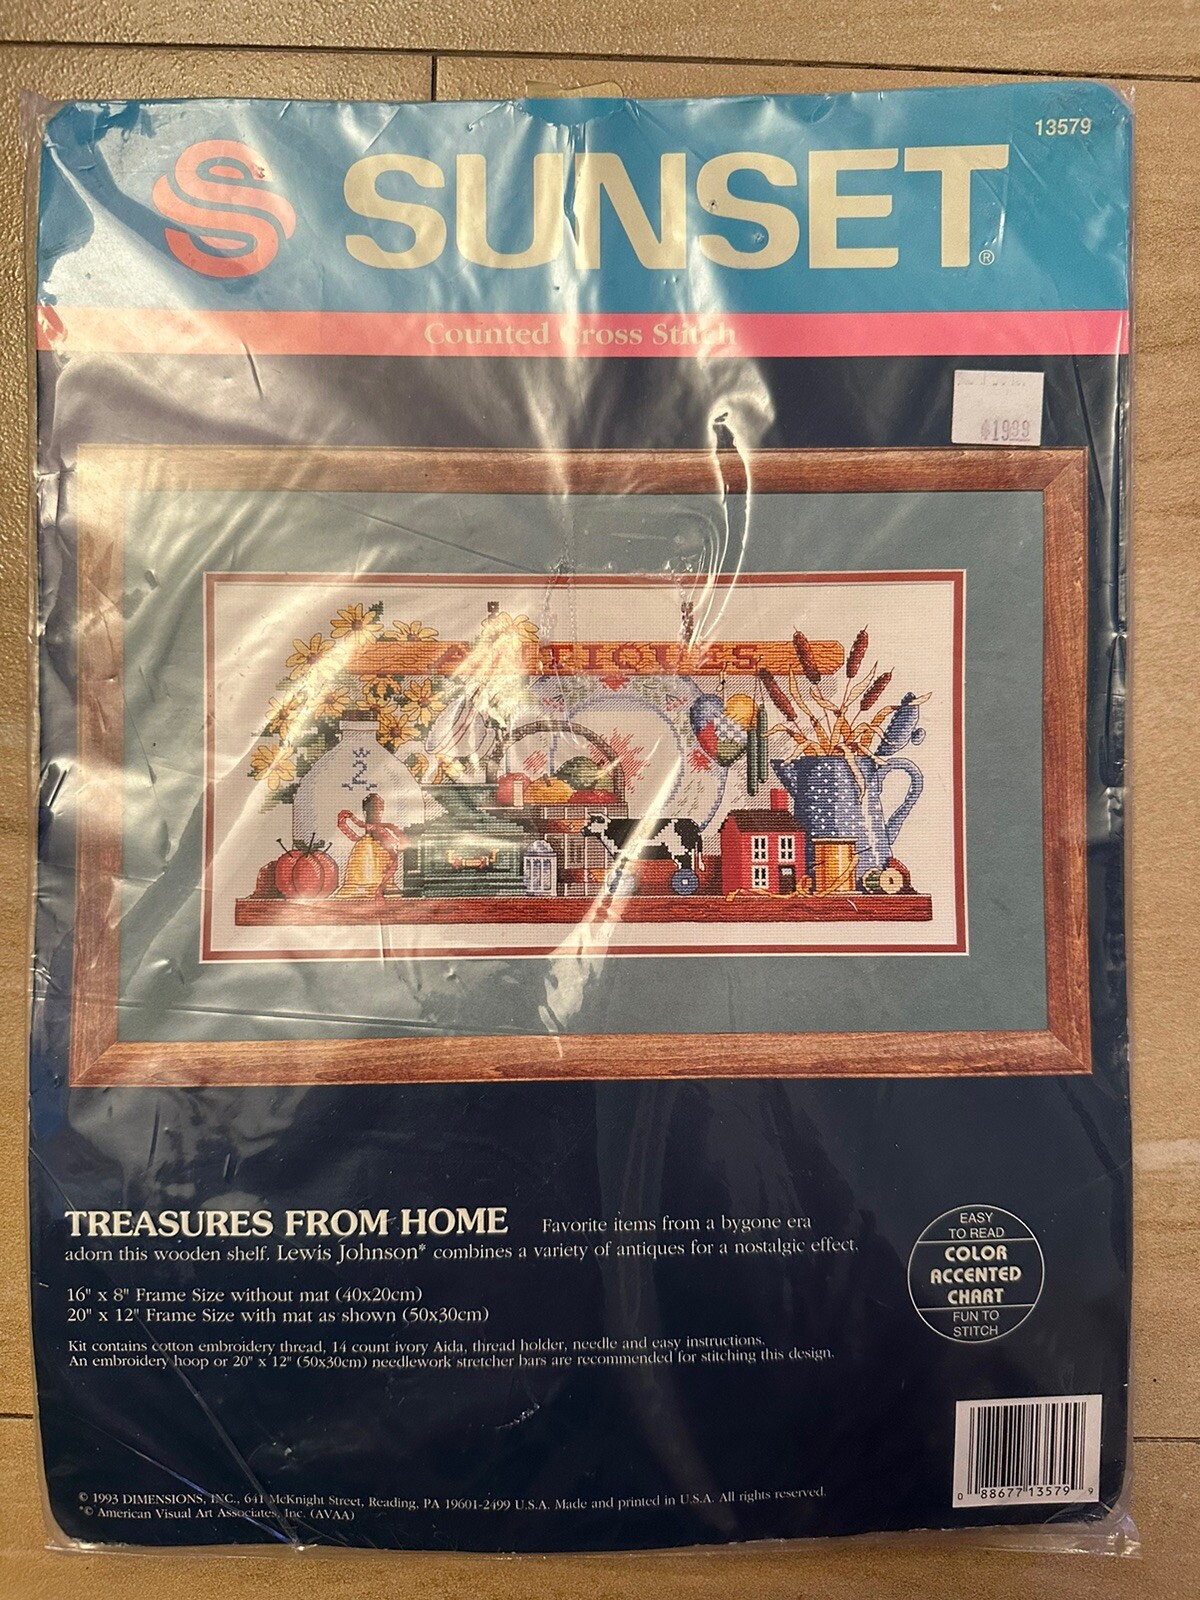 13579
SUNSET®
Counted Cross Stitch
$19.99
ANTIQUES
TREASURES FROM HOME Favorite items from a bygone era
adorn this wooden shelf. Lewis Johnson* combines a variety of antiques for a nostalgic effect.
16" x 8" Frame Size without mat (40x20cm)
20" x 12" Frame Size with mat as shown (50x30cm)
Kit contains cotton embroidery thread, 14 count ivory Aida, thread holder, needle and easy instructions.
An embroidery hoop or 20" x 12" (50x30cm) needlework stretcher bars are recommended for stitching this design.
EASY
TO READ
COLOR
ACCENTED
CHART
FUN TO
STITCH
© 1993 DIMENSIONS, INC., 641 McKnight Street, Reading, PA 19601-2499 U.S.A. Made and printed in U.S.A. All rights reserved.
*© American Visual Art Associates, Inc. (AVAA)
0 88677 13579 9